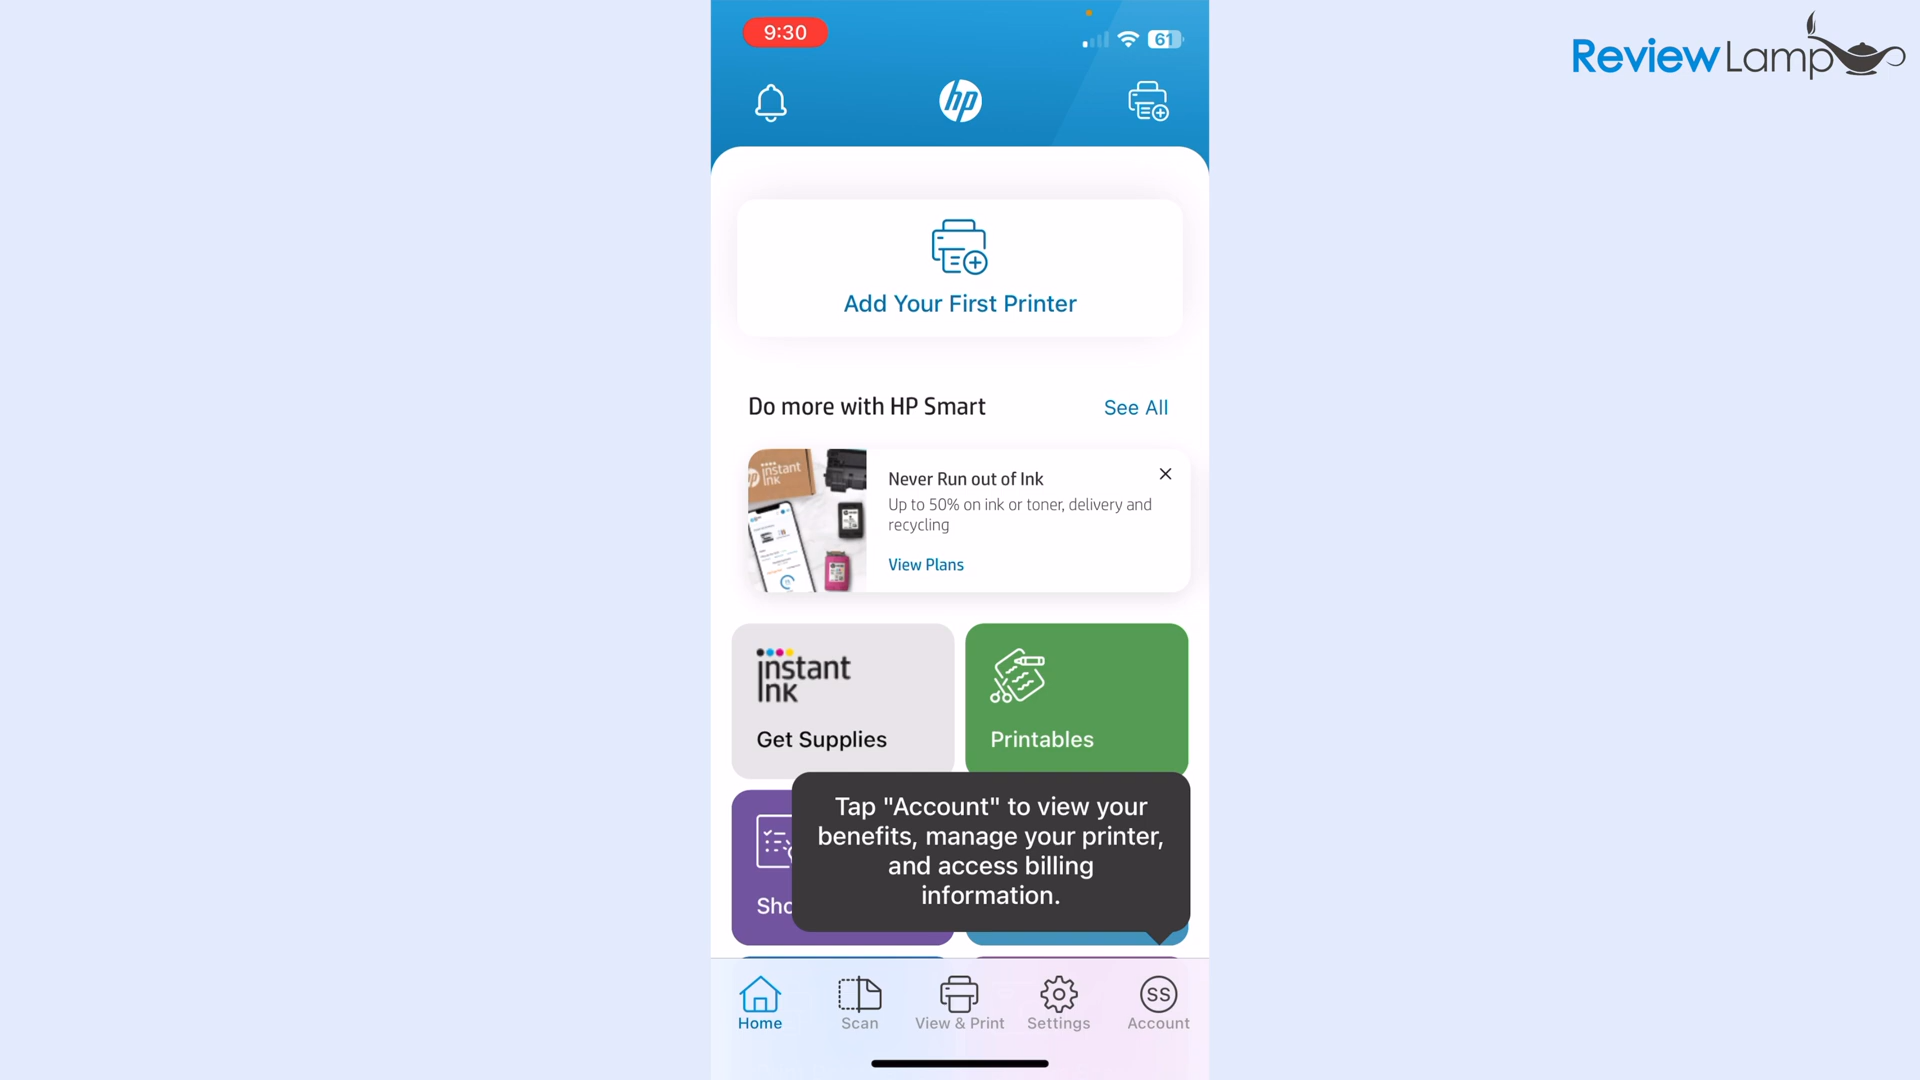 9:30
61
ReviewLamp
hp
Add Your First Printer
Do more with HP Smart
See All
instant
ink
Never Run out of Ink
Up to 50% on ink or toner, delivery and
recycling
View Plans
instant
ink
Get Supplies
Printables
Sho
Tap "Account" to view your
benefits, manage your printer,
and access billing
information.
SS
Home
Scan
View & Print
Settings
Account